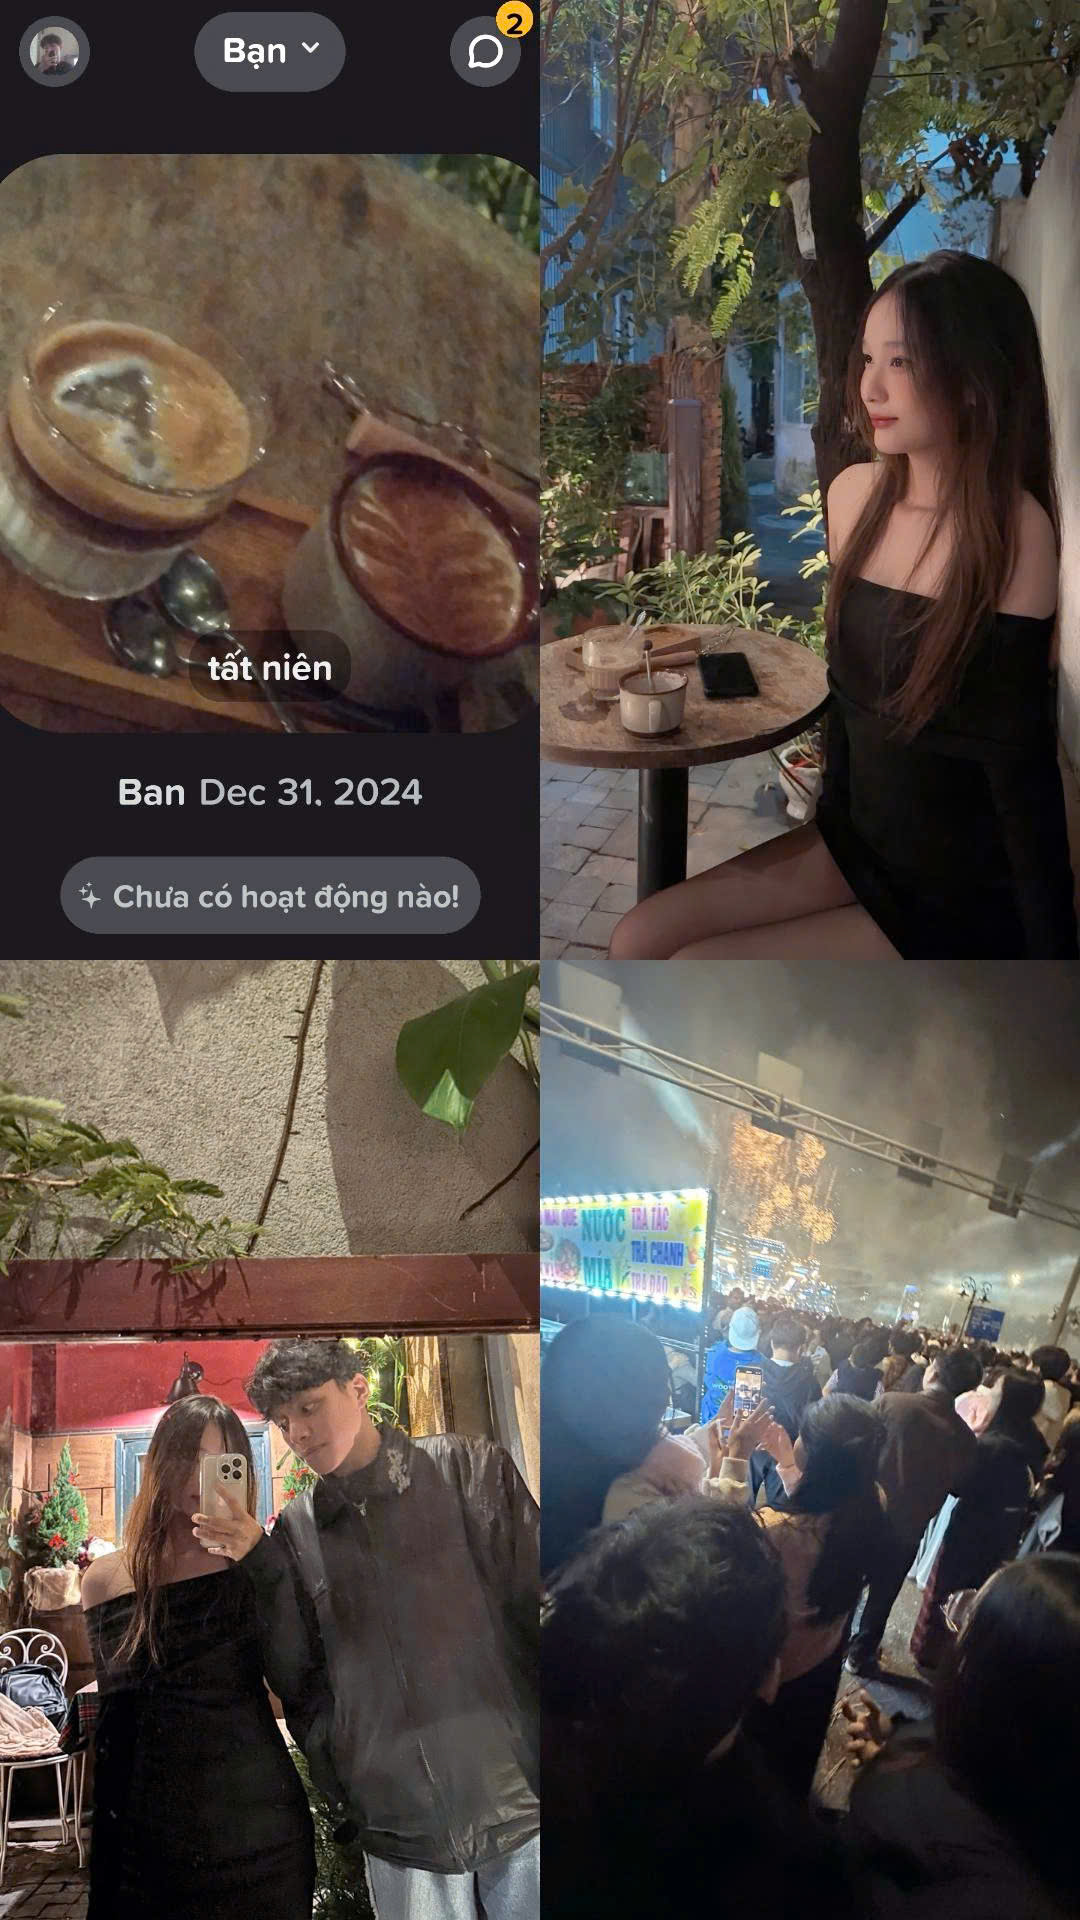 Bạn
2
tất niên
Bạn Dec 31, 2024
Chưa có hoạt động nào!
NƯỚC
MÍA
TRÀ TẮC
TRÀ CHANH
TRÀ ĐÀO